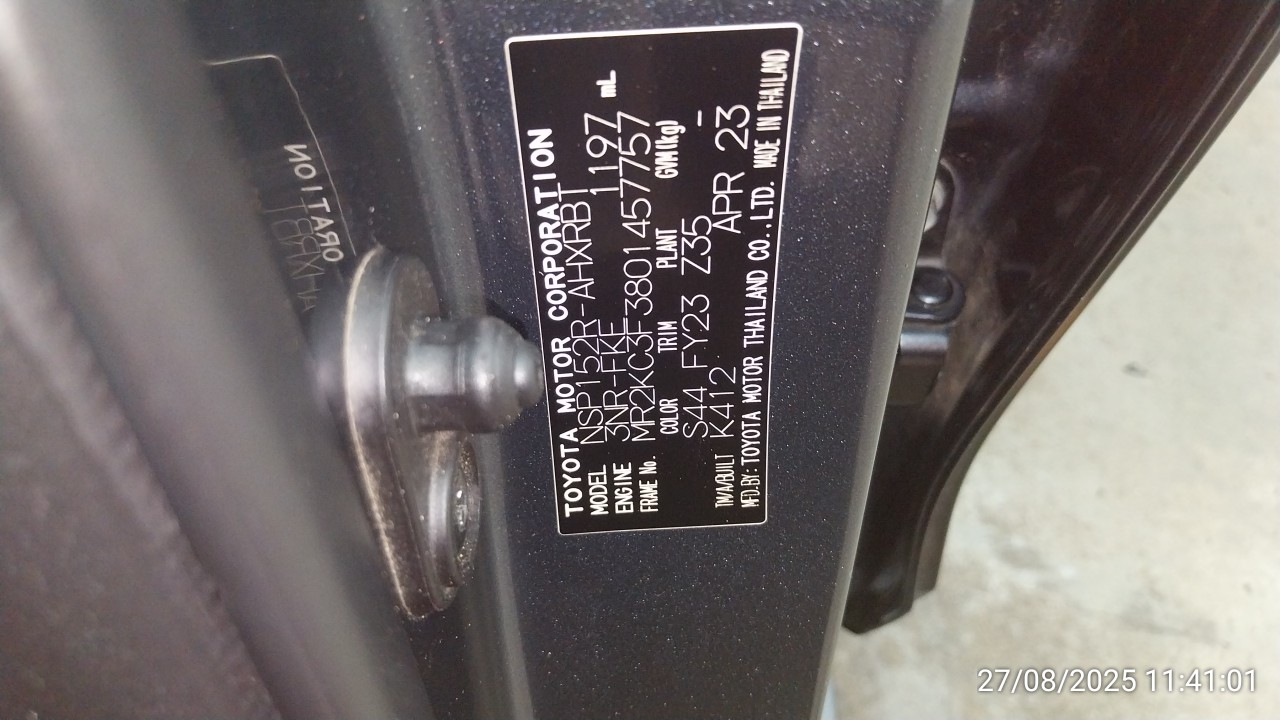 TOYOTA MOTOR CORPORATION
MODEL NSP152R-AHXRBT
ENGINE 3NR-FKE 1197 mL
FRAME No. MR2KC3F3801457757
COLOR TRIM PLANT GVM(kg)
S44 FY23 Z35 -
TM/A/BUILT K412 APR 23
MFD.BY: TOYOTA MOTOR THAILAND CO.,LTD. MADE IN THAILAND
27/08/2025 11:41:01